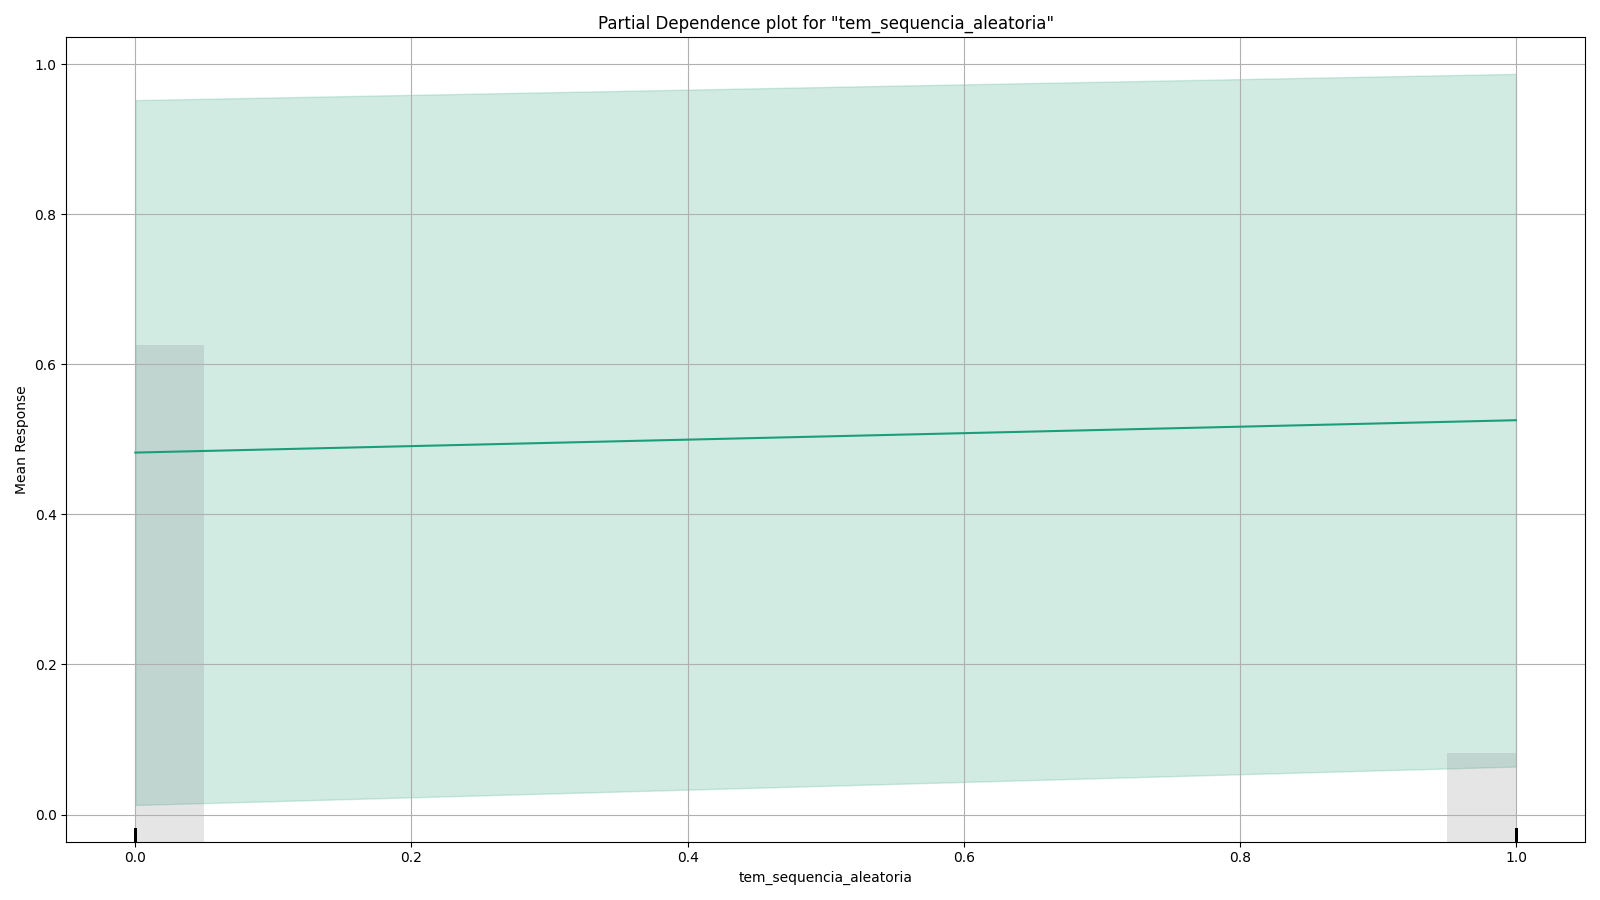 Partial Dependence plot for "tem_sequencia_aleatoria"
1.0
0.8
0.6
0.4
0.2
0.0
Mean Response
0.0 0.2 0.4 0.6 0.8 1.0
tem_sequencia_aleatoria